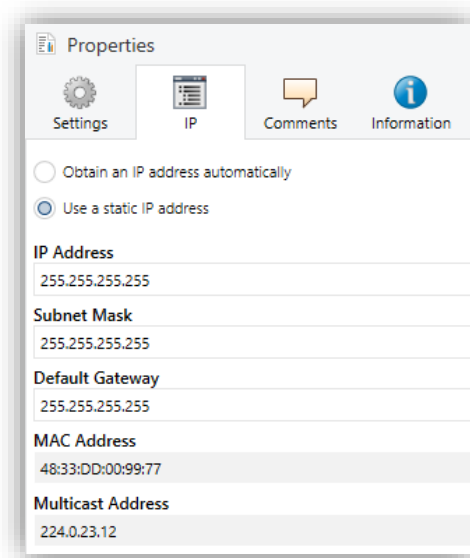 Properties
Settings IP Comments Information
Obtain an IP address automatically
Use a static IP address
IP Address
255.255.255.255
Subnet Mask
255.255.255.255
Default Gateway
255.255.255.255
MAC Address
48:33:DD:00:99:77
Multicast Address
224.0.23.12